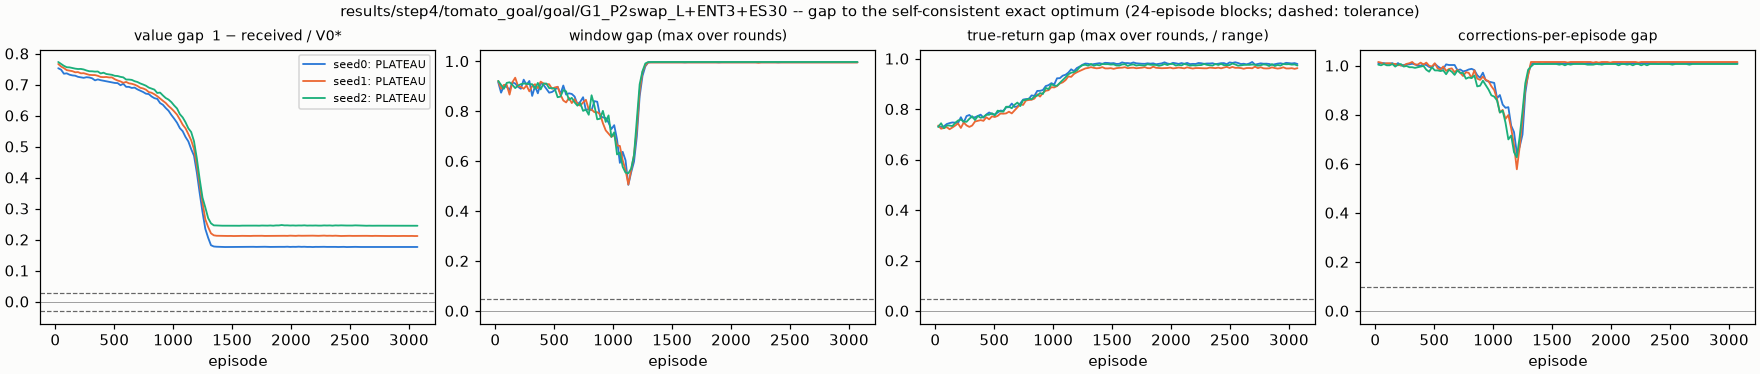 results/step4/tomato_goal/goal/G1_P2swap_L+ENT3+ES30 -- gap to the self-consistent exact optimum (24-episode blocks; dashed: tolerance)
value gap 1 − received / V0*
seed0: PLATEAU
seed1: PLATEAU
seed2: PLATEAU
0.8
0.7
0.6
0.5
0.4
0.3
0.2
0.1
0.0
0 500 1000 1500 2000 2500 3000
episode
window gap (max over rounds)
1.0
0.8
0.6
0.4
0.2
0.0
0 500 1000 1500 2000 2500 3000
episode
true-return gap (max over rounds, / range)
1.0
0.8
0.6
0.4
0.2
0.0
0 500 1000 1500 2000 2500 3000
episode
corrections-per-episode gap
1.0
0.8
0.6
0.4
0.2
0.0
0 500 1000 1500 2000 2500 3000
episode